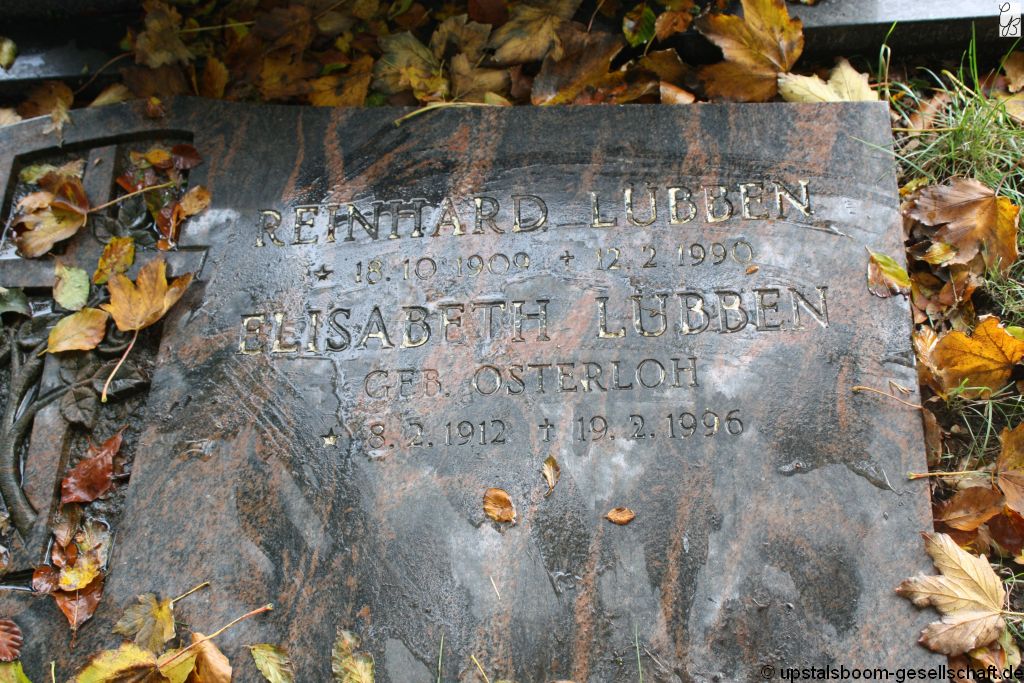 REINHARD LÜBBEN
* 18.10.1909 + 12.2.1990
ELISABETH LÜBBEN
GEB. OSTERLOH
* 8.2.1912 + 19.2.1996
© upstalsboom-gesellschaft.de